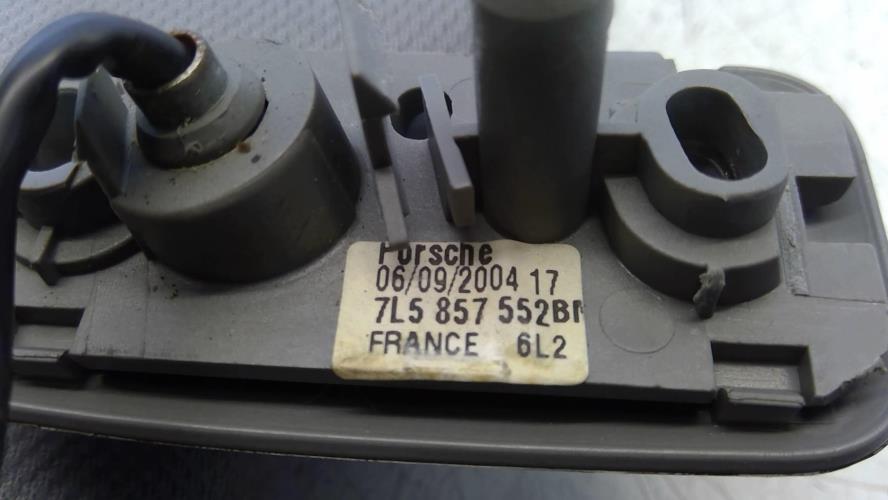 Porsche
06/09/2004 17
7L5 857 552B
FRANCE 6L2